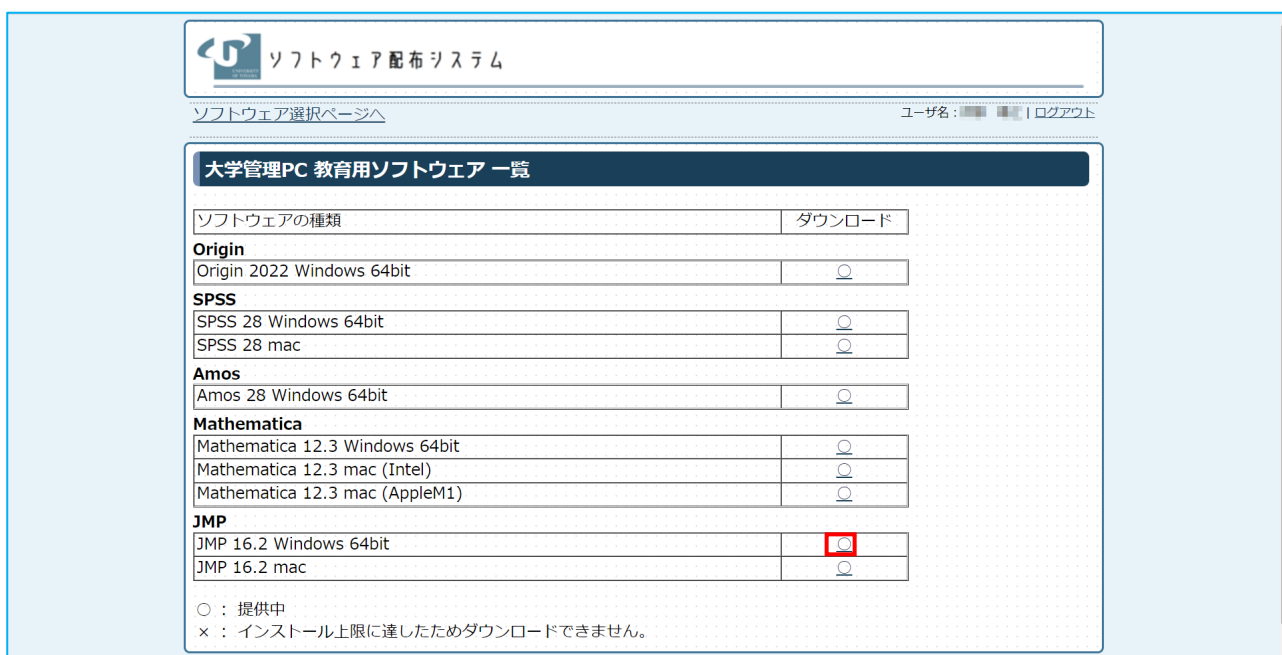 ソフトウェア配布システム
ソフトウェア選択ページへ ユーザ名: | ログアウト
大学管理PC 教育用ソフトウェア 一覧
ソフトウェアの種類 ダウンロード
Origin
Origin 2022 Windows 64bit ○
SPSS
SPSS 28 Windows 64bit ○
SPSS 28 mac ○
Amos
Amos 28 Windows 64bit ○
Mathematica
Mathematica 12.3 Windows 64bit ○
Mathematica 12.3 mac (Intel) ○
Mathematica 12.3 mac (AppleM1) ○
JMP
JMP 16.2 Windows 64bit ○
JMP 16.2 mac ○
○ : 提供中
× : インストール上限に達したためダウンロードできません。